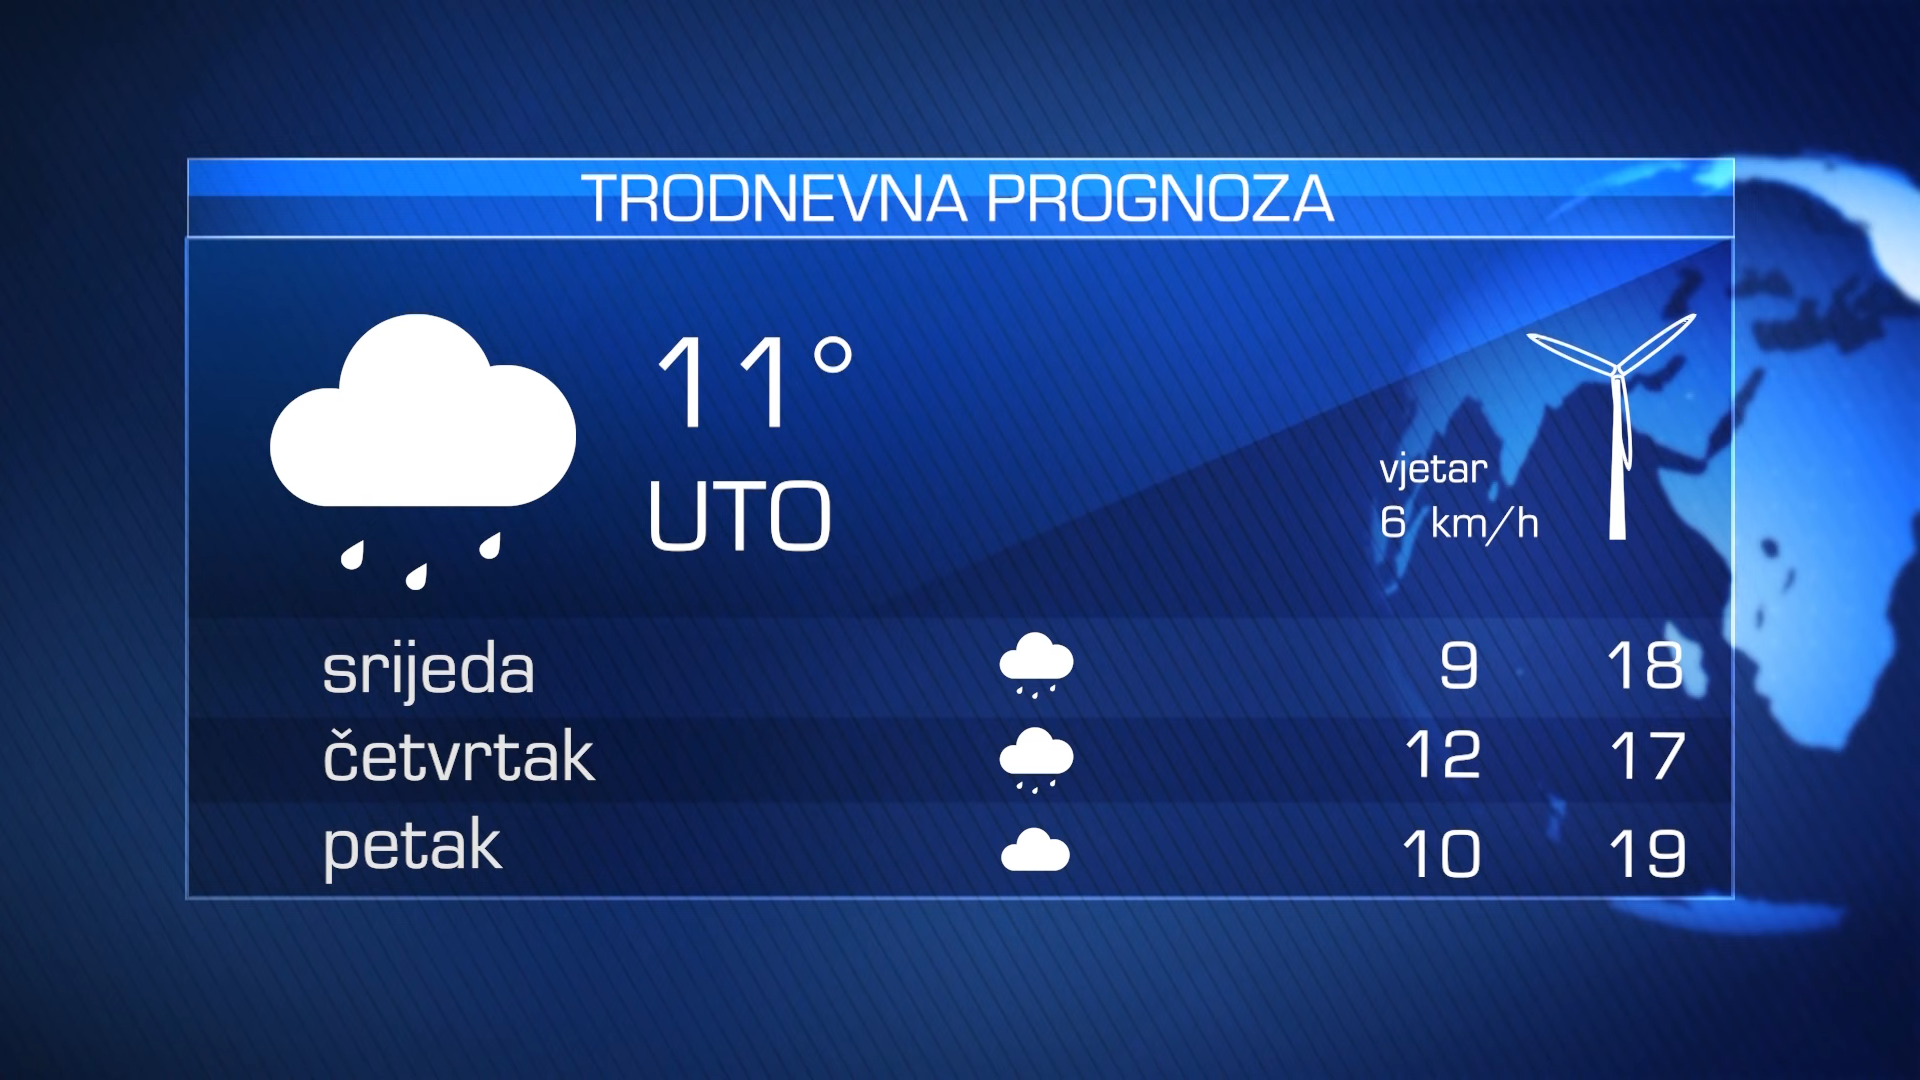 TRODNEVNA PROGNOZA
11°
UTO
vjetar
6 km/h
srijeda 9 18
četvrtak 12 17
petak 10 19